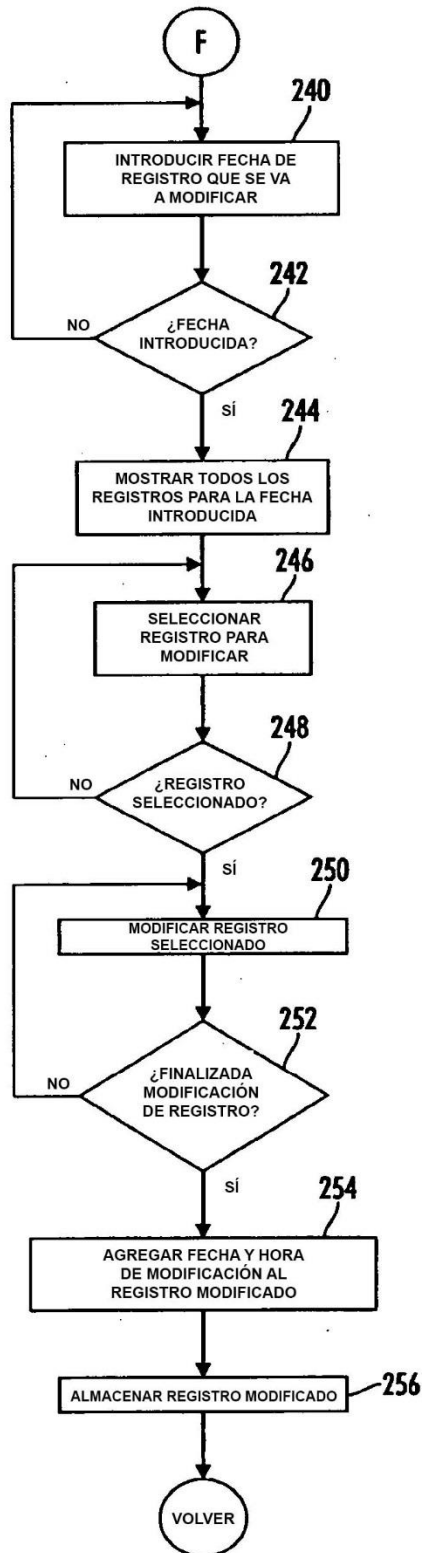 F
240
INTRODUCIR FECHA DE
REGISTRO QUE SE VA
A MODIFICAR
242
NO
¿FECHA
INTRODUCIDA?
SÍ
244
MOSTRAR TODOS LOS
REGISTROS PARA LA FECHA
INTRODUCIDA
246
SELECCIONAR
REGISTRO PARA
MODIFICAR
248
NO
¿REGISTRO
SELECCIONADO?
SÍ
250
MODIFICAR REGISTRO
SELECCIONADO
252
NO
¿FINALIZADA
MODIFICACIÓN
DE REGISTRO?
SÍ
254
AGREGAR FECHA Y HORA
DE MODIFICACIÓN AL
REGISTRO MODIFICADO
ALMACENAR REGISTRO MODIFICADO
256
VOLVER